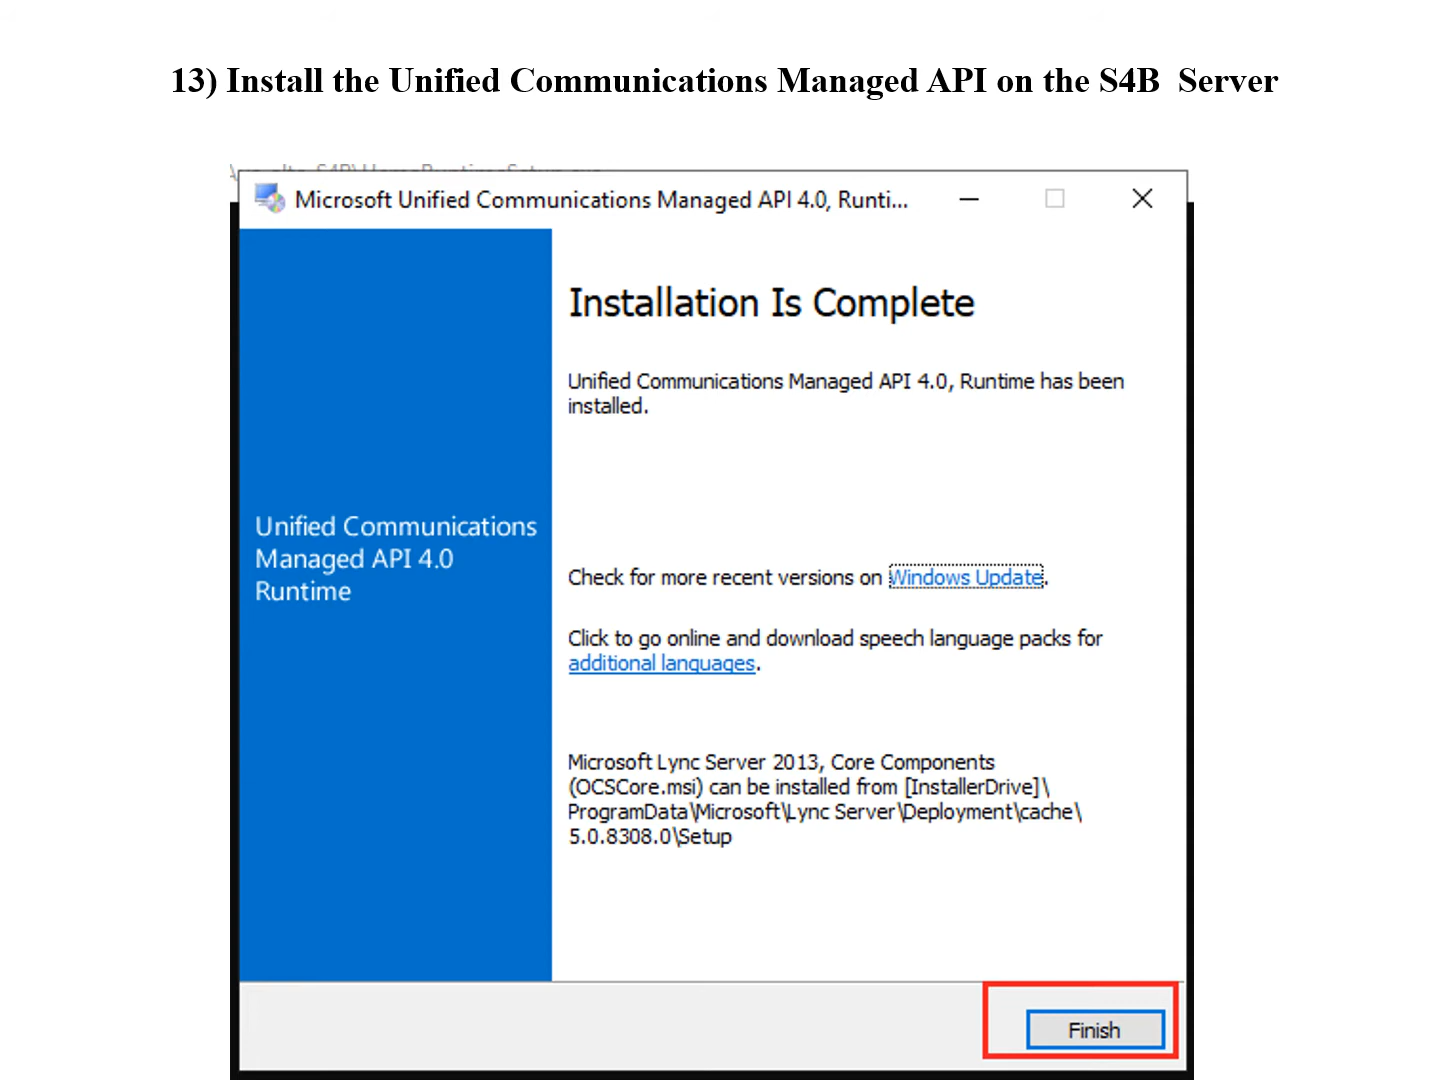 13) Install the Unified Communications Managed API on the S4B  Server
Microsoft Unified Communications Managed API 4.0, Runti...
Installation Is Complete
Unified Communications Managed API 4.0, Runtime has been
installed.
Unified Communications
Managed API 4.0
Runtime
Check for more recent versions on Windows Update.
Click to go online and download speech language packs for
additional languages.
Microsoft Lync Server 2013, Core Components
(OCSCore.msi) can be installed from [InstallerDrive]\
ProgramData\Microsoft\Lync Server\Deployment\cache\
5.0.8308.0\Setup
Finish